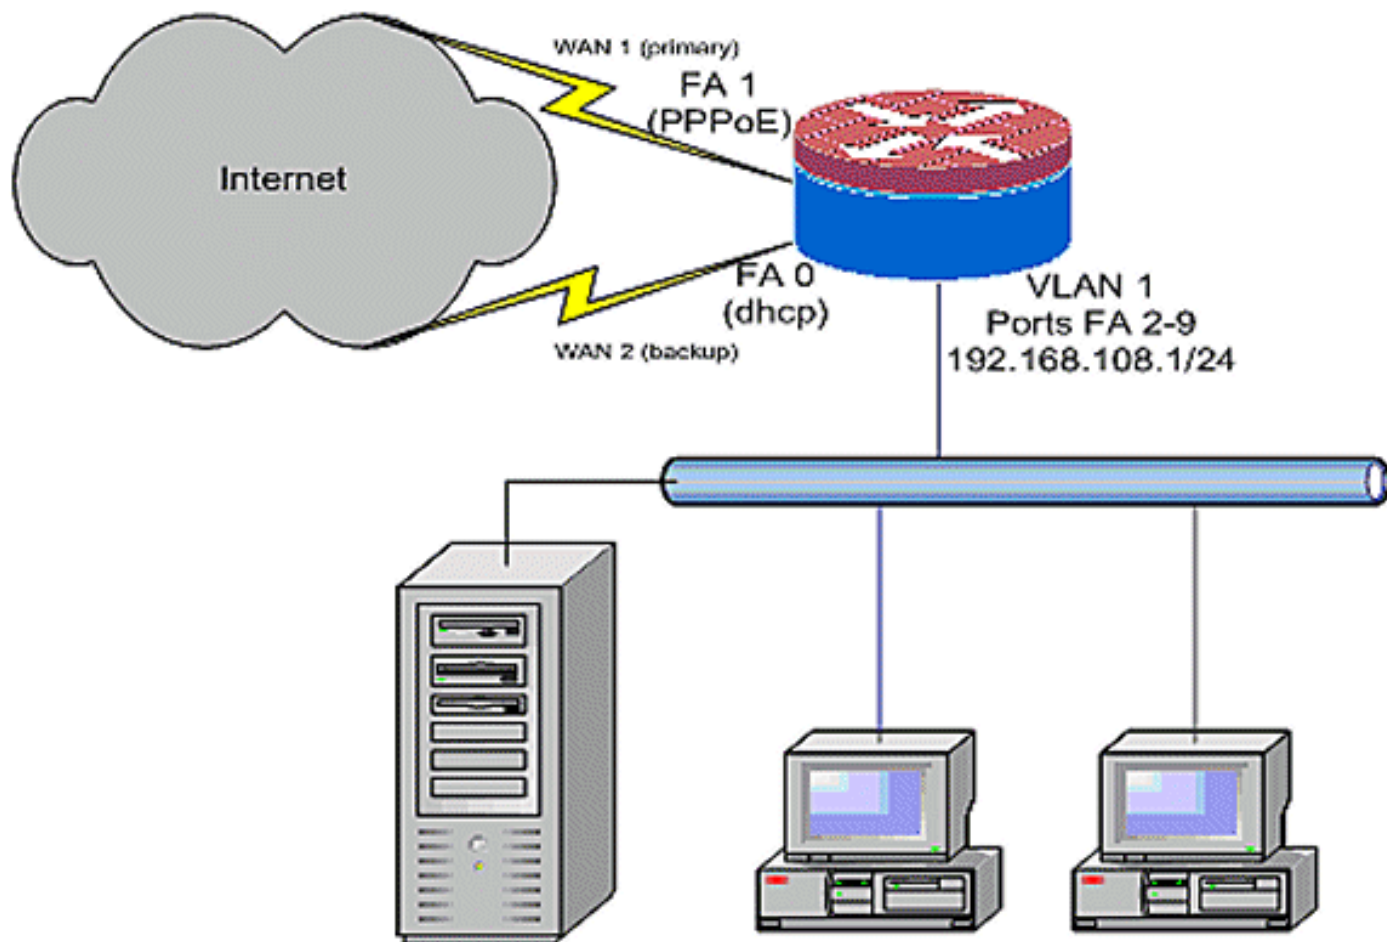 WAN 1 (primary)
FA 1
(PPPoE)
Internet
FA 0
(dhcp)
WAN 2 (backup)
VLAN 1
Ports FA 2-9
192.168.108.1/24